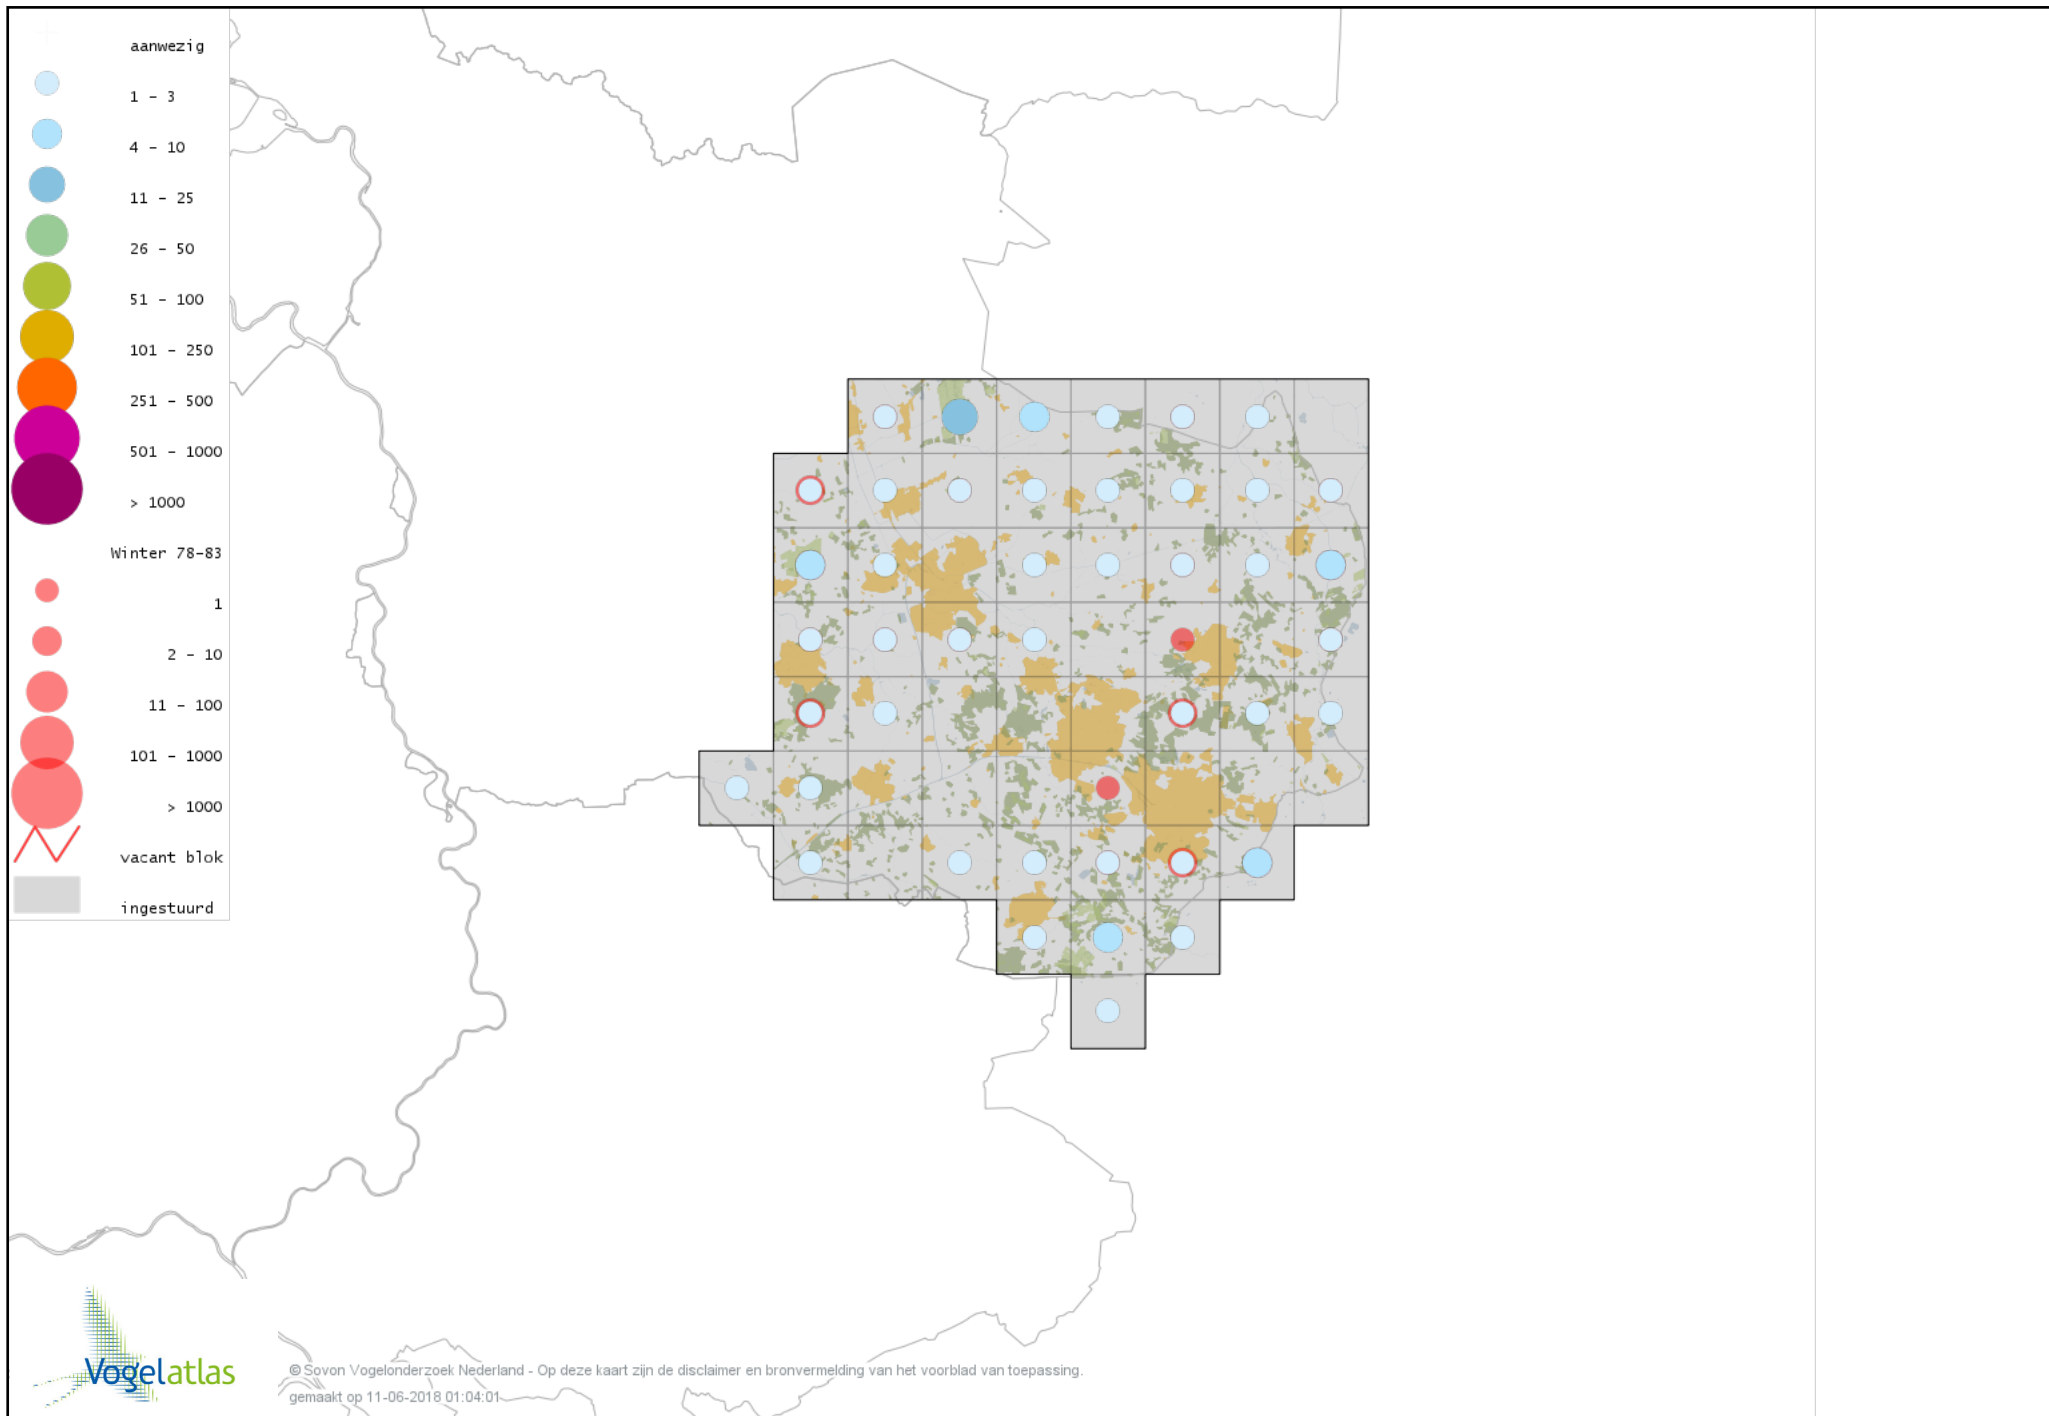 aanwezig
1 - 3
4 - 10
11 - 25
26 - 50
51 - 100
101 - 250
251 - 500
501 - 1000
> 1000
Winter 78-83
1
2 - 10
11 - 100
101 - 1000
> 1000
vacant blok
ingestuurd
Vogelatlas
© Sovon Vogelonderzoek Nederland - Op deze kaart zijn de disclaimer en bronvermelding van het voorblad van toepassing.
gemaakt op 11-06-2018 01:04:01